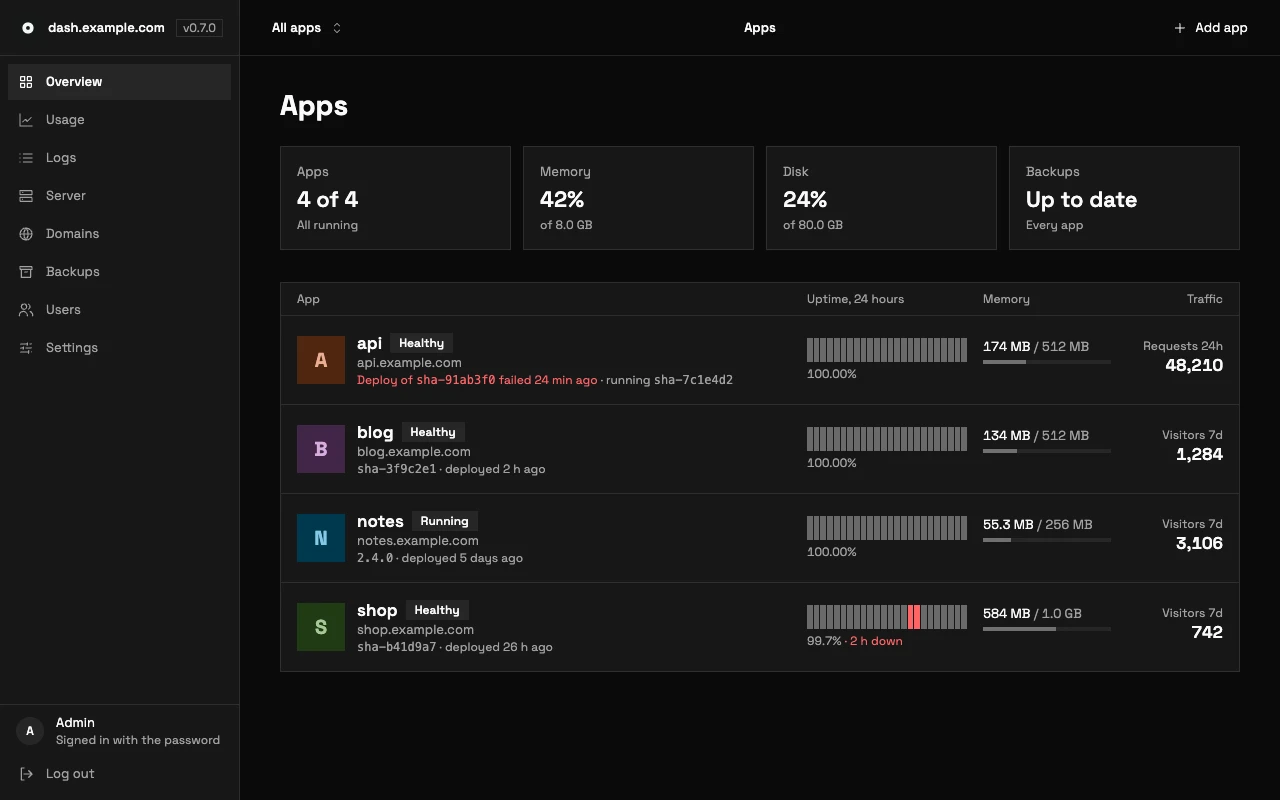 dash.example.com v0.7.0
All apps
Apps
Add app
Overview
Usage
Logs
Server
Domains
Backups
Users
Settings
A
Admin
Signed in with the password
Log out
Apps
Apps
4 of 4
All running
Memory
42%
of 8.0 GB
Disk
24%
of 80.0 GB
Backups
Up to date
Every app
App Uptime, 24 hours Memory Traffic
A
api Healthy
api.example.com
Deploy of sha-91ab3f0 failed 24 min ago · running sha-7c1e4d2
100.00%
174 MB / 512 MB
Requests 24h
48,210
B
blog Healthy
blog.example.com
sha-3f9c2e1 · deployed 2 h ago
100.00%
134 MB / 512 MB
Visitors 7d
1,284
N
notes Running
notes.example.com
2.4.0 · deployed 5 days ago
100.00%
55.3 MB / 256 MB
Visitors 7d
3,106
S
shop Healthy
shop.example.com
sha-b41d9a7 · deployed 26 h ago
99.7% · 2 h down
584 MB / 1.0 GB
Visitors 7d
742